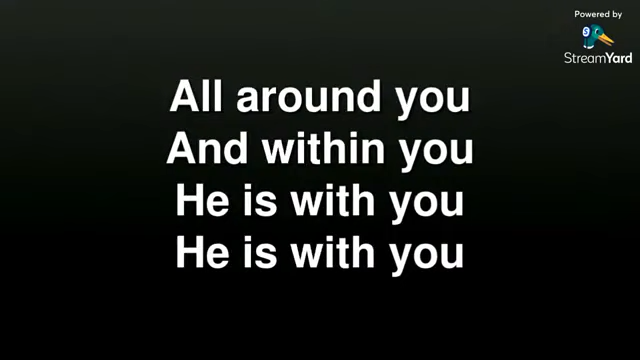 Powered by
StreamYard
All around you
And within you
He is with you
He is with you